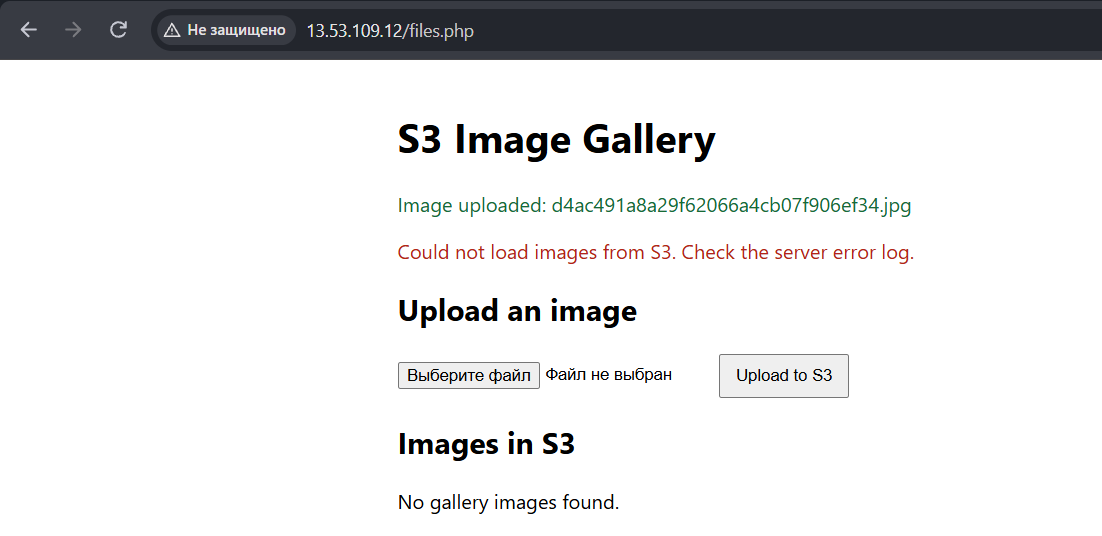 Не защищено 13.53.109.12/files.php
S3 Image Gallery
Image uploaded: d4ac491a8a29f62066a4cb07f906ef34.jpg
Could not load images from S3. Check the server error log.
Upload an image
Выберите файл Файл не выбран Upload to S3
Images in S3
No gallery images found.